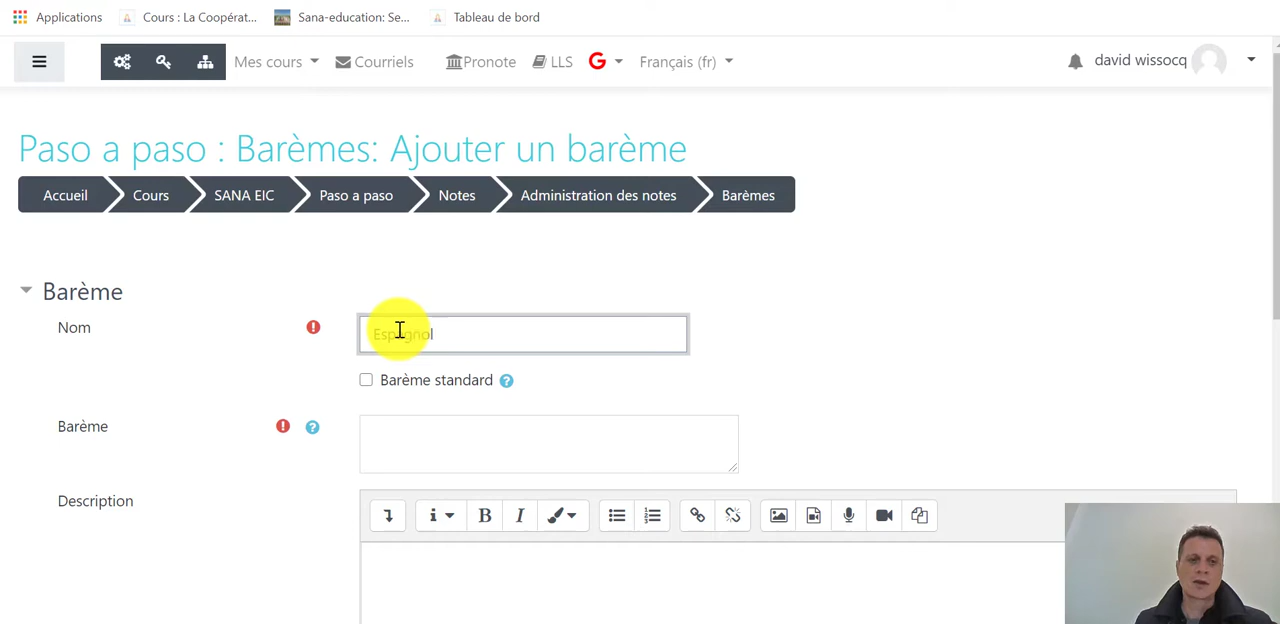 Applications
Cours : La Coopérat...
Sana-education: Se...
Tableau de bord
Mes cours
Courriels
Pronote
LLS
G
Français (fr)
david wissocq
Paso a paso : Barèmes: Ajouter un barème
Accueil
Cours
SANA EIC
Paso a paso
Notes
Administration des notes
Barèmes
Barème
Nom
Espagnol
Barème standard
Barème
Description
i
B
I